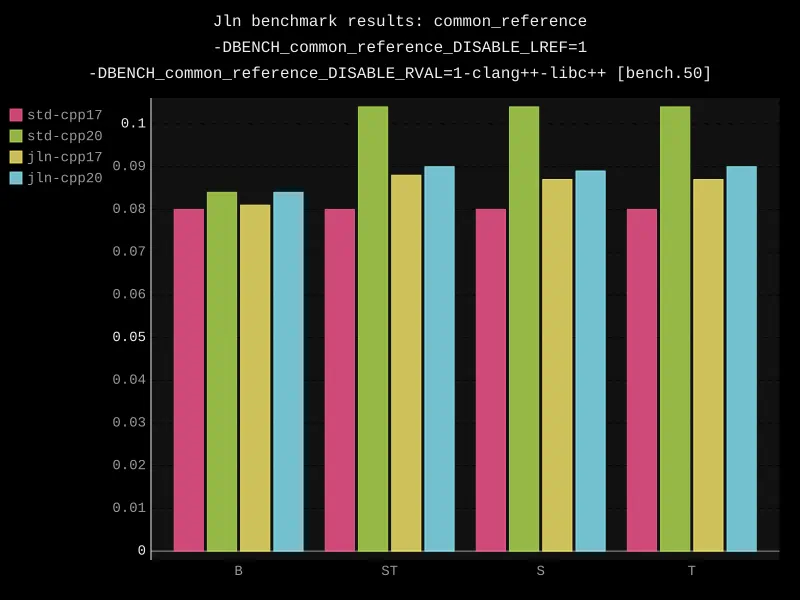 Jln benchmark results: common_reference
-DBENCH_common_reference_DISABLE_LREF=1
-DBENCH_common_reference_DISABLE_RVAL=1-clang++-libc++ [bench.50]
std-cpp17
std-cpp20
jln-cpp17
jln-cpp20
0.1
0.09
0.08
0.07
0.06
0.05
0.04
0.03
0.02
0.01
0
B ST S T